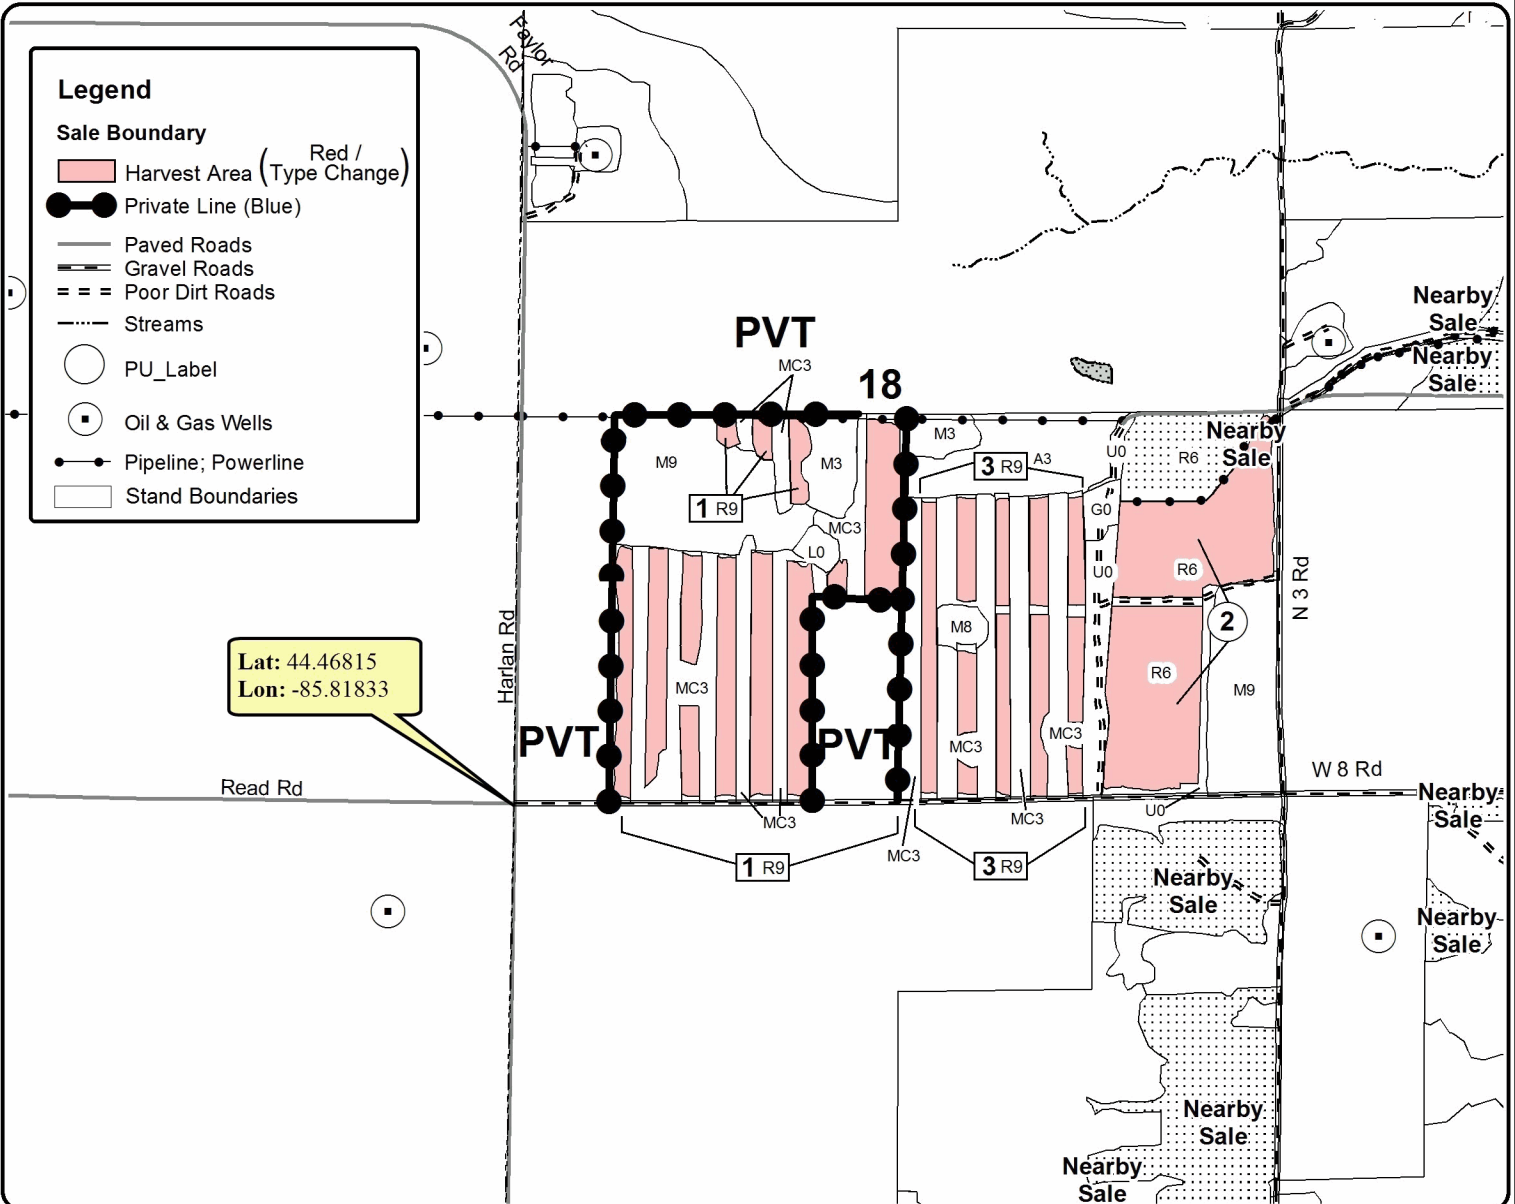 Legend
Sale Boundary
Harvest Area (Red / Type Change)
Private Line (Blue)
Paved Roads
Gravel Roads
Poor Dirt Roads
Streams
PU_Label
Oil & Gas Wells
Pipeline; Powerline
Stand Boundaries
Faylor
Rd
Nearby
Sale
Nearby
Sale
PVT
MC3
18
M3
U0
Nearby
Sale
R6
M9
M3
3 R9
A3
1 R9
MC3
G0
L0
U0
R6
N 3 Rd
2
M8
Harlan Rd
Lat: 44.46815
Lon: -85.81833
MC3
R6
M9
PVT
PVT
MC3
MC3
Read Rd
W 8 Rd
MC3
MC3
U0
Nearby
Sale
1 R9
MC3
3 R9
Nearby
Sale
Nearby
Sale
Nearby
Sale
Nearby
Sale